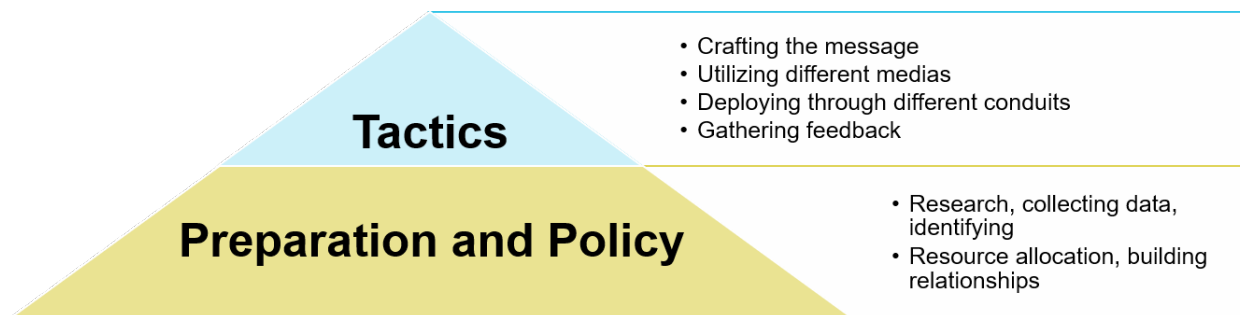 Tactics
• Crafting the message
• Utilizing different medias
• Deploying through different conduits
• Gathering feedback
Preparation and Policy
• Research, collecting data,
identifying
• Resource allocation, building
relationships